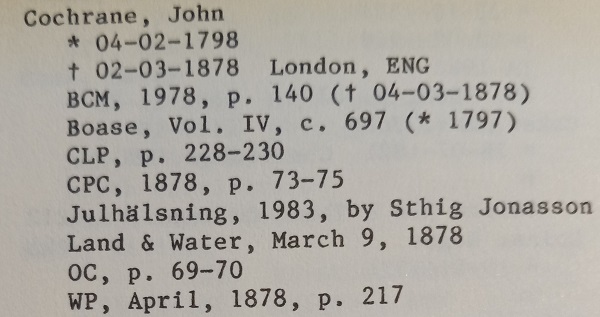 Cochrane, John
* 04-02-1798
† 02-03-1878 London, ENG
BCM, 1978, p. 140 († 04-03-1878)
Boase, Vol. IV, c. 697 (* 1797)
CLP, p. 228-230
CPC, 1878, p. 73-75
Julhälsning, 1983, by Sthig Jonasson
Land & Water, March 9, 1878
OC, p. 69-70
WP, April, 1878, p. 217